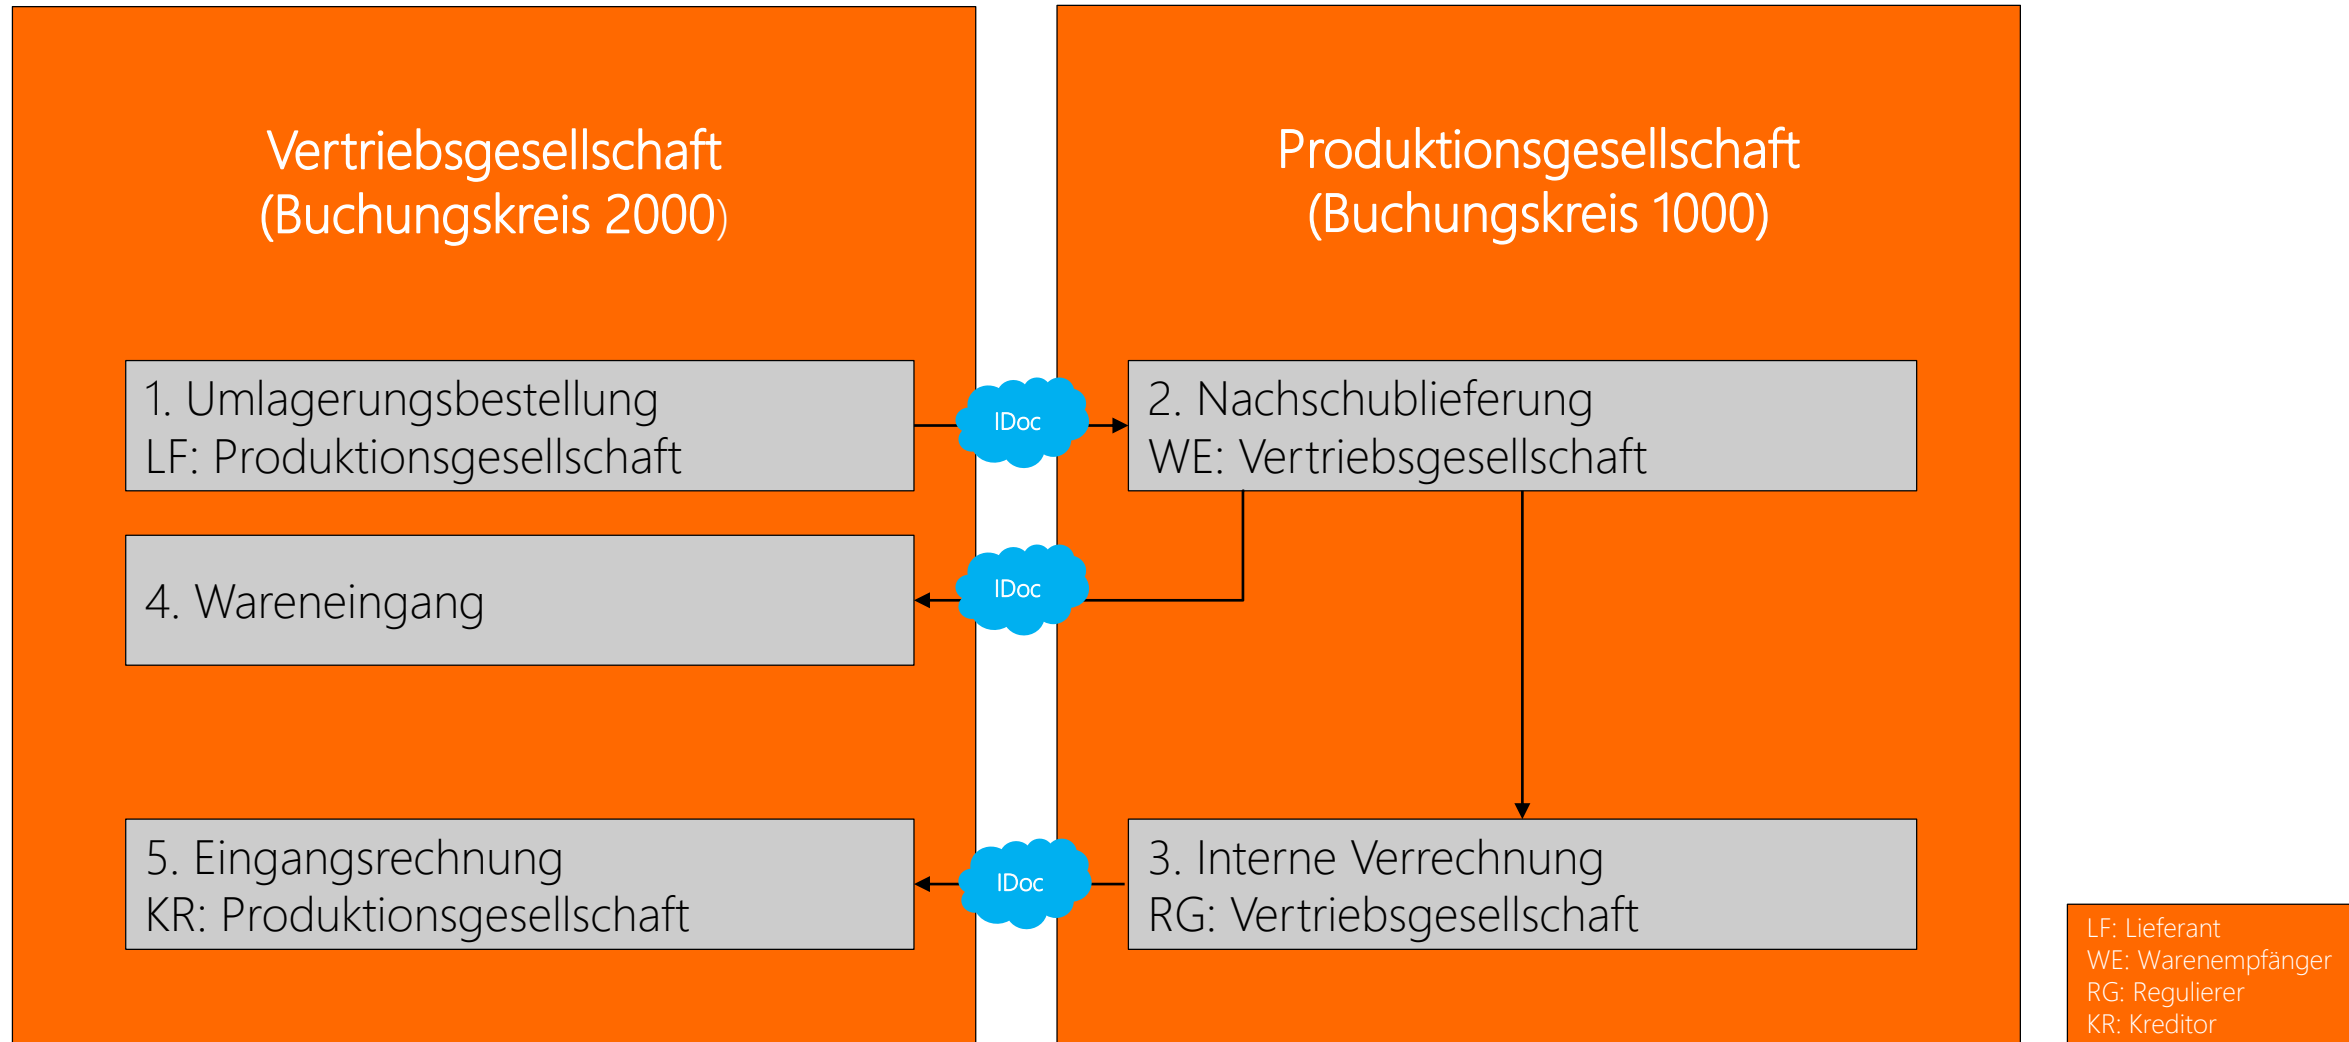 Vertriebsgesellschaft
(Buchungskreis 2000)
Produktionsgesellschaft
(Buchungskreis 1000)
1. Umlagerungsbestellung
LF: Produktionsgesellschaft
IDoc
2. Nachschublieferung
WE: Vertriebsgesellschaft
4. Wareneingang
IDoc
5. Eingangsrechnung
KR: Produktionsgesellschaft
IDoc
3. Interne Verrechnung
RG: Vertriebsgesellschaft
LF: Lieferant
WE: Warenempfänger
RG: Regulierer
KR: Kreditor